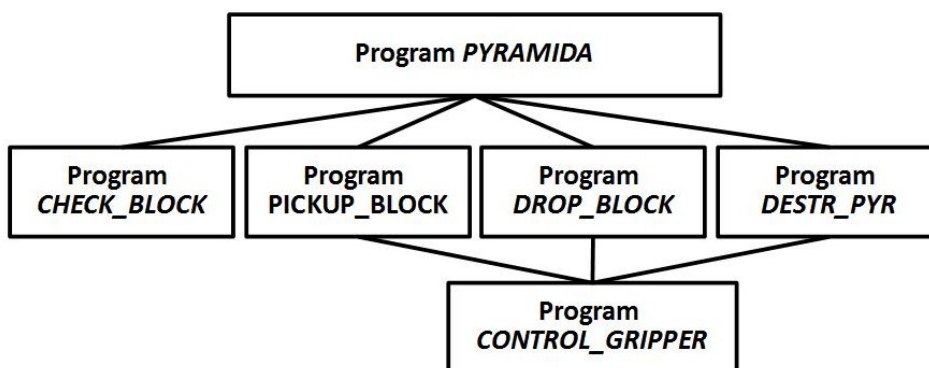 Program PYRAMIDA
Program
CHECK_BLOCK
Program
PICKUP_BLOCK
Program
DROP_BLOCK
Program
DESTR_PYR
Program
CONTROL_GRIPPER